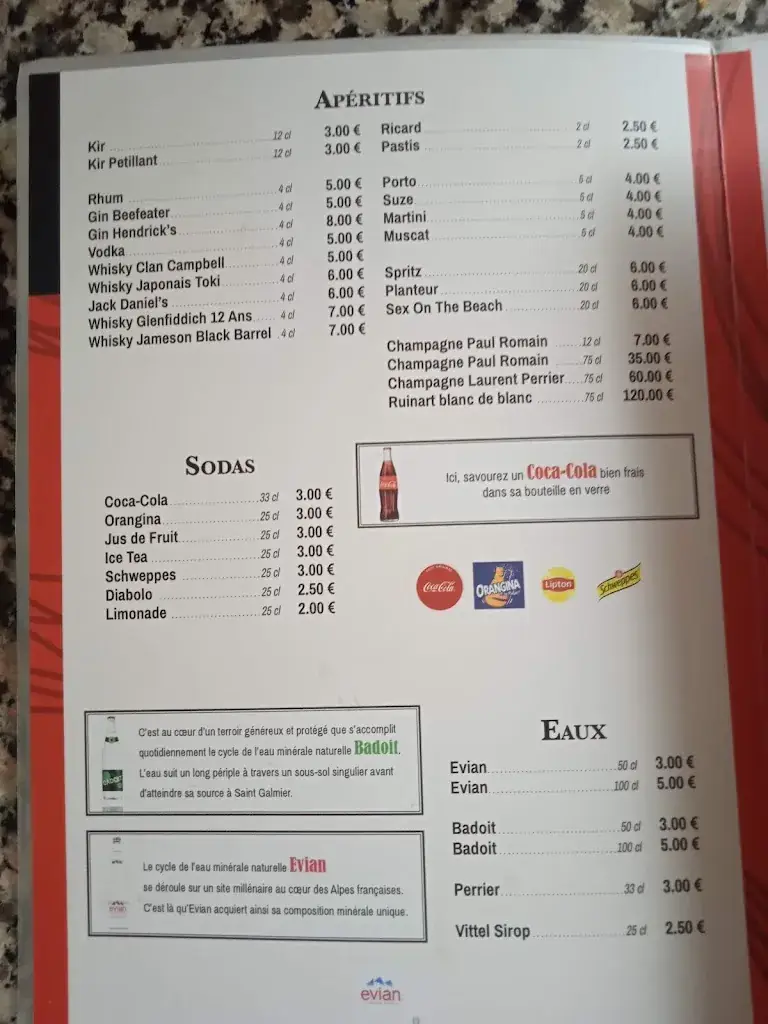 APÉRITIFS
Kir 12 cl 3.00 €
Kir Petillant 12 cl 3.00 €
Rhum 4 cl 5.00 €
Gin Beefeater 4 cl 5.00 €
Gin Hendrick's 4 cl 8.00 €
Vodka 4 cl 5.00 €
Whisky Clan Campbell 4 cl 5.00 €
Whisky Japonais Toki 4 cl 6.00 €
Jack Daniel's 4 cl 6.00 €
Whisky Glenfiddich 12 Ans 4 cl 7.00 €
Whisky Jameson Black Barrel 4 cl 7.00 €
Ricard 2 cl 2.50 €
Pastis 2 cl 2.50 €
Porto 6 cl 4.00 €
Suze 6 cl 4.00 €
Martini 6 cl 4.00 €
Muscat 6 cl 4.00 €
Spritz 20 cl 6.00 €
Planteur 20 cl 6.00 €
Sex On The Beach 20 cl 6.00 €
Champagne Paul Romain 12 cl 7.00 €
Champagne Paul Romain 75 cl 35.00 €
Champagne Laurent Perrier 75 cl 60.00 €
Ruinart blanc de blanc 75 cl 120.00 €
SODAS
Coca-Cola 33 cl 3.00 €
Orangina 25 cl 3.00 €
Jus de Fruit 25 cl 3.00 €
Ice Tea 25 cl 3.00 €
Schweppes 25 cl 3.00 €
Diabolo 25 cl 2.50 €
Limonade 25 cl 2.00 €
Ici, savourez un Coca-Cola bien frais
dans sa bouteille en verre
Coca-Cola ORANGINA Lipton Schweppes
C'est au cœur d'un terroir généreux et protégé que s'accomplit
quotidiennement le cycle de l'eau minérale naturelle Badoit.
L'eau suit un long périple à travers un sous-sol singulier avant
d'atteindre sa source à Saint Galmier.
Le cycle de l'eau minérale naturelle Evian
se déroule sur un site millénaire au cœur des Alpes françaises.
C'est là qu'Evian acquiert ainsi sa composition minérale unique.
EAUX
Evian 50 cl 3.00 €
Evian 100 cl 5.00 €
Badoit 50 cl 3.00 €
Badoit 100 cl 5.00 €
Perrier 33 cl 3.00 €
Vittel Sirop 25 cl 2.50 €
evian